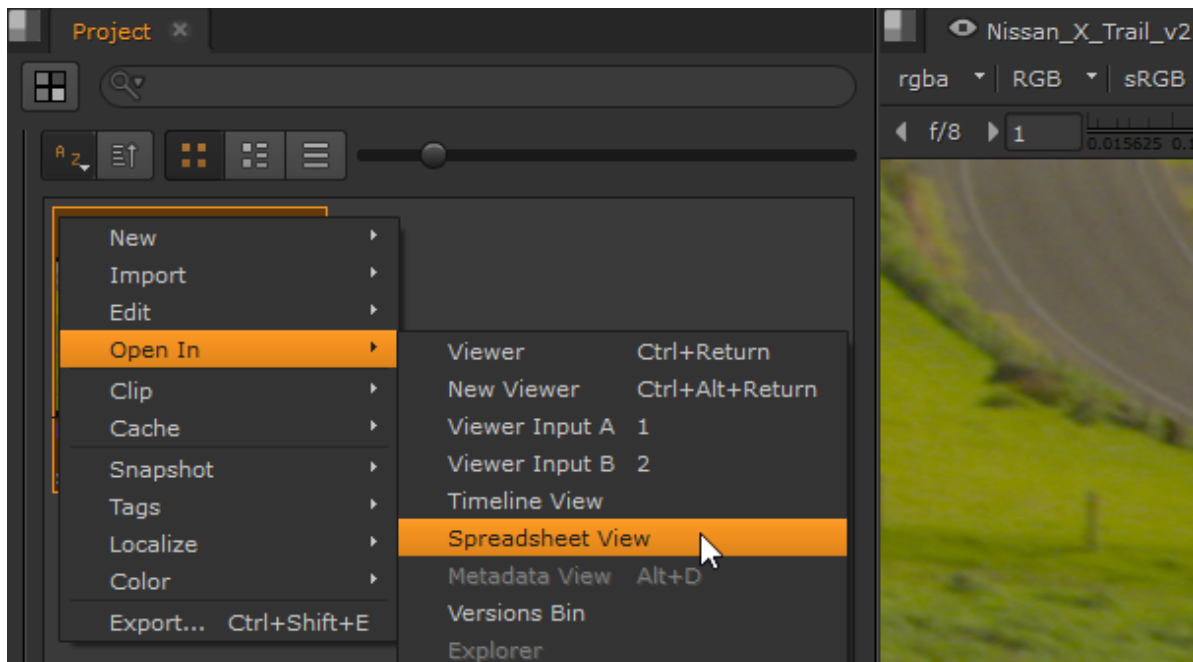 Project
Nissan_X_Trail_v2
rgba RGB sRGB
f/8 1
0.015625
A Z
New
Import
Edit
Open In
Clip
Cache
Snapshot
Tags
Localize
Color
Export... Ctrl+Shift+E
Viewer Ctrl+Return
New Viewer Ctrl+Alt+Return
Viewer Input A 1
Viewer Input B 2
Timeline View
Spreadsheet View
Metadata View Alt+D
Versions Bin
Explorer